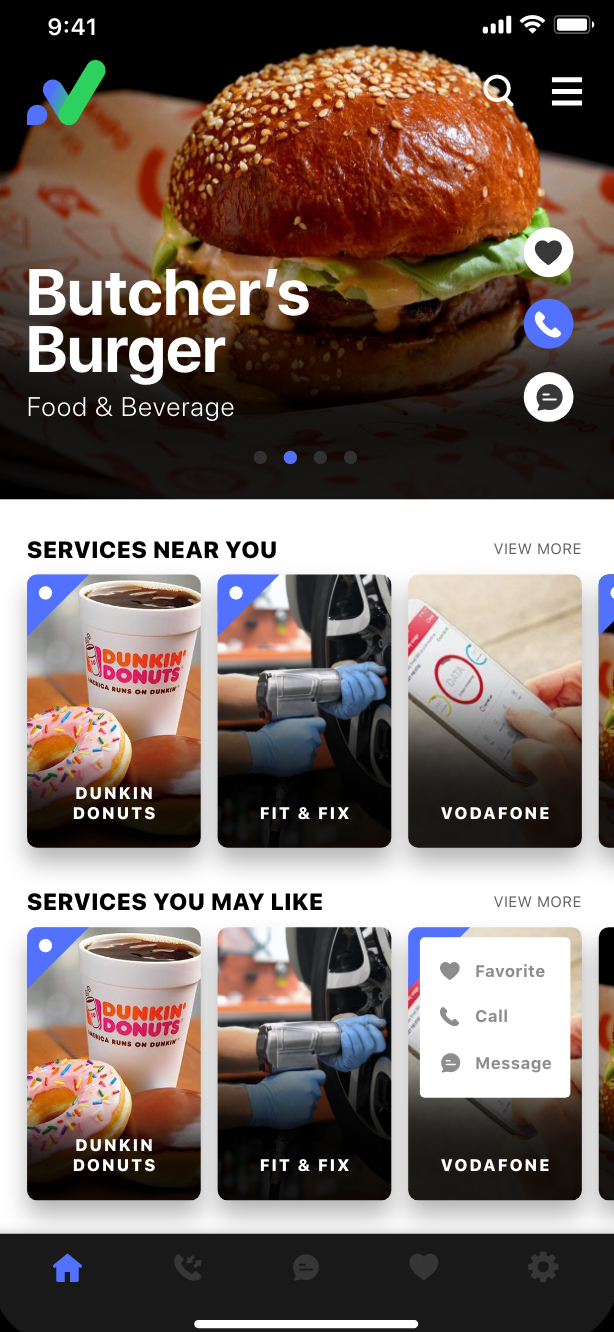 9:41
Butcher’s
Burger
Food & Beverage
SERVICES NEAR YOU
VIEW MORE
DUNKIN'
DONUTS
AMERICA RUNS ON DUNKIN'
DUNKIN
DONUTS
FIT & FIX
DATA
VODAFONE
SERVICES YOU MAY LIKE
VIEW MORE
DUNKIN'
DONUTS
AMERICA RUNS ON DUNKIN'
DUNKIN
DONUTS
FIT & FIX
Favorite
Call
Message
VODAFONE